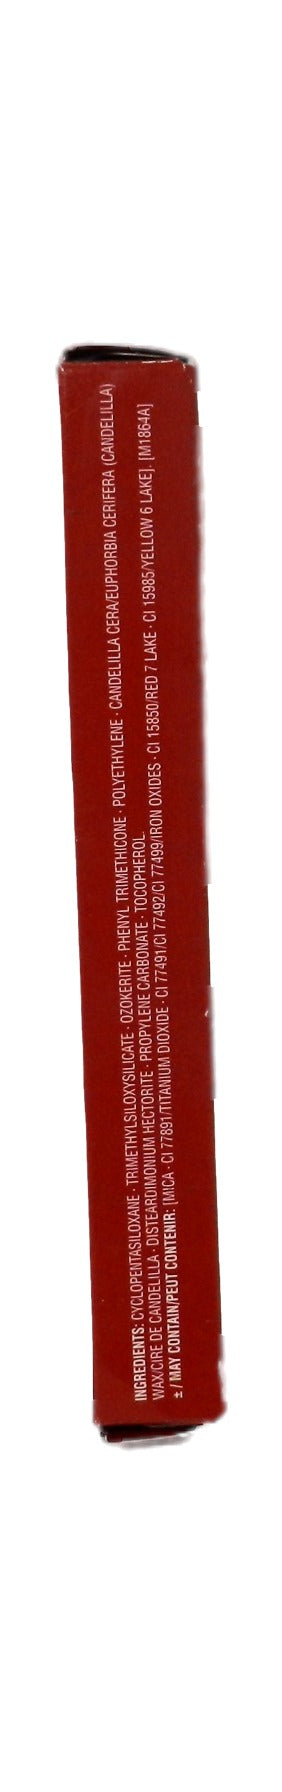 INGREDIENTS: CYCLOPENTASILOXANE · TRIMETHYLSILOXYSILICATE · OZOKERITE · PHENYL TRIMETHICONE · POLYETHYLENE · CANDELILLA CERA/EUPHORBIA CERIFERA (CANDELILLA)
WAX/CIRE DE CANDELILLA · DISTEARDIMONIUM HECTORITE · PROPYLENE CARBONATE · TOCOPHEROL.
± / MAY CONTAIN/PEUT CONTENIR: [MICA · CI 77891/TITANIUM DIOXIDE · CI 77491/CI 77492/CI 77499/IRON OXIDES · CI 15850/RED 7 LAKE · CI 15985/YELLOW 6 LAKE]. [M1864A]